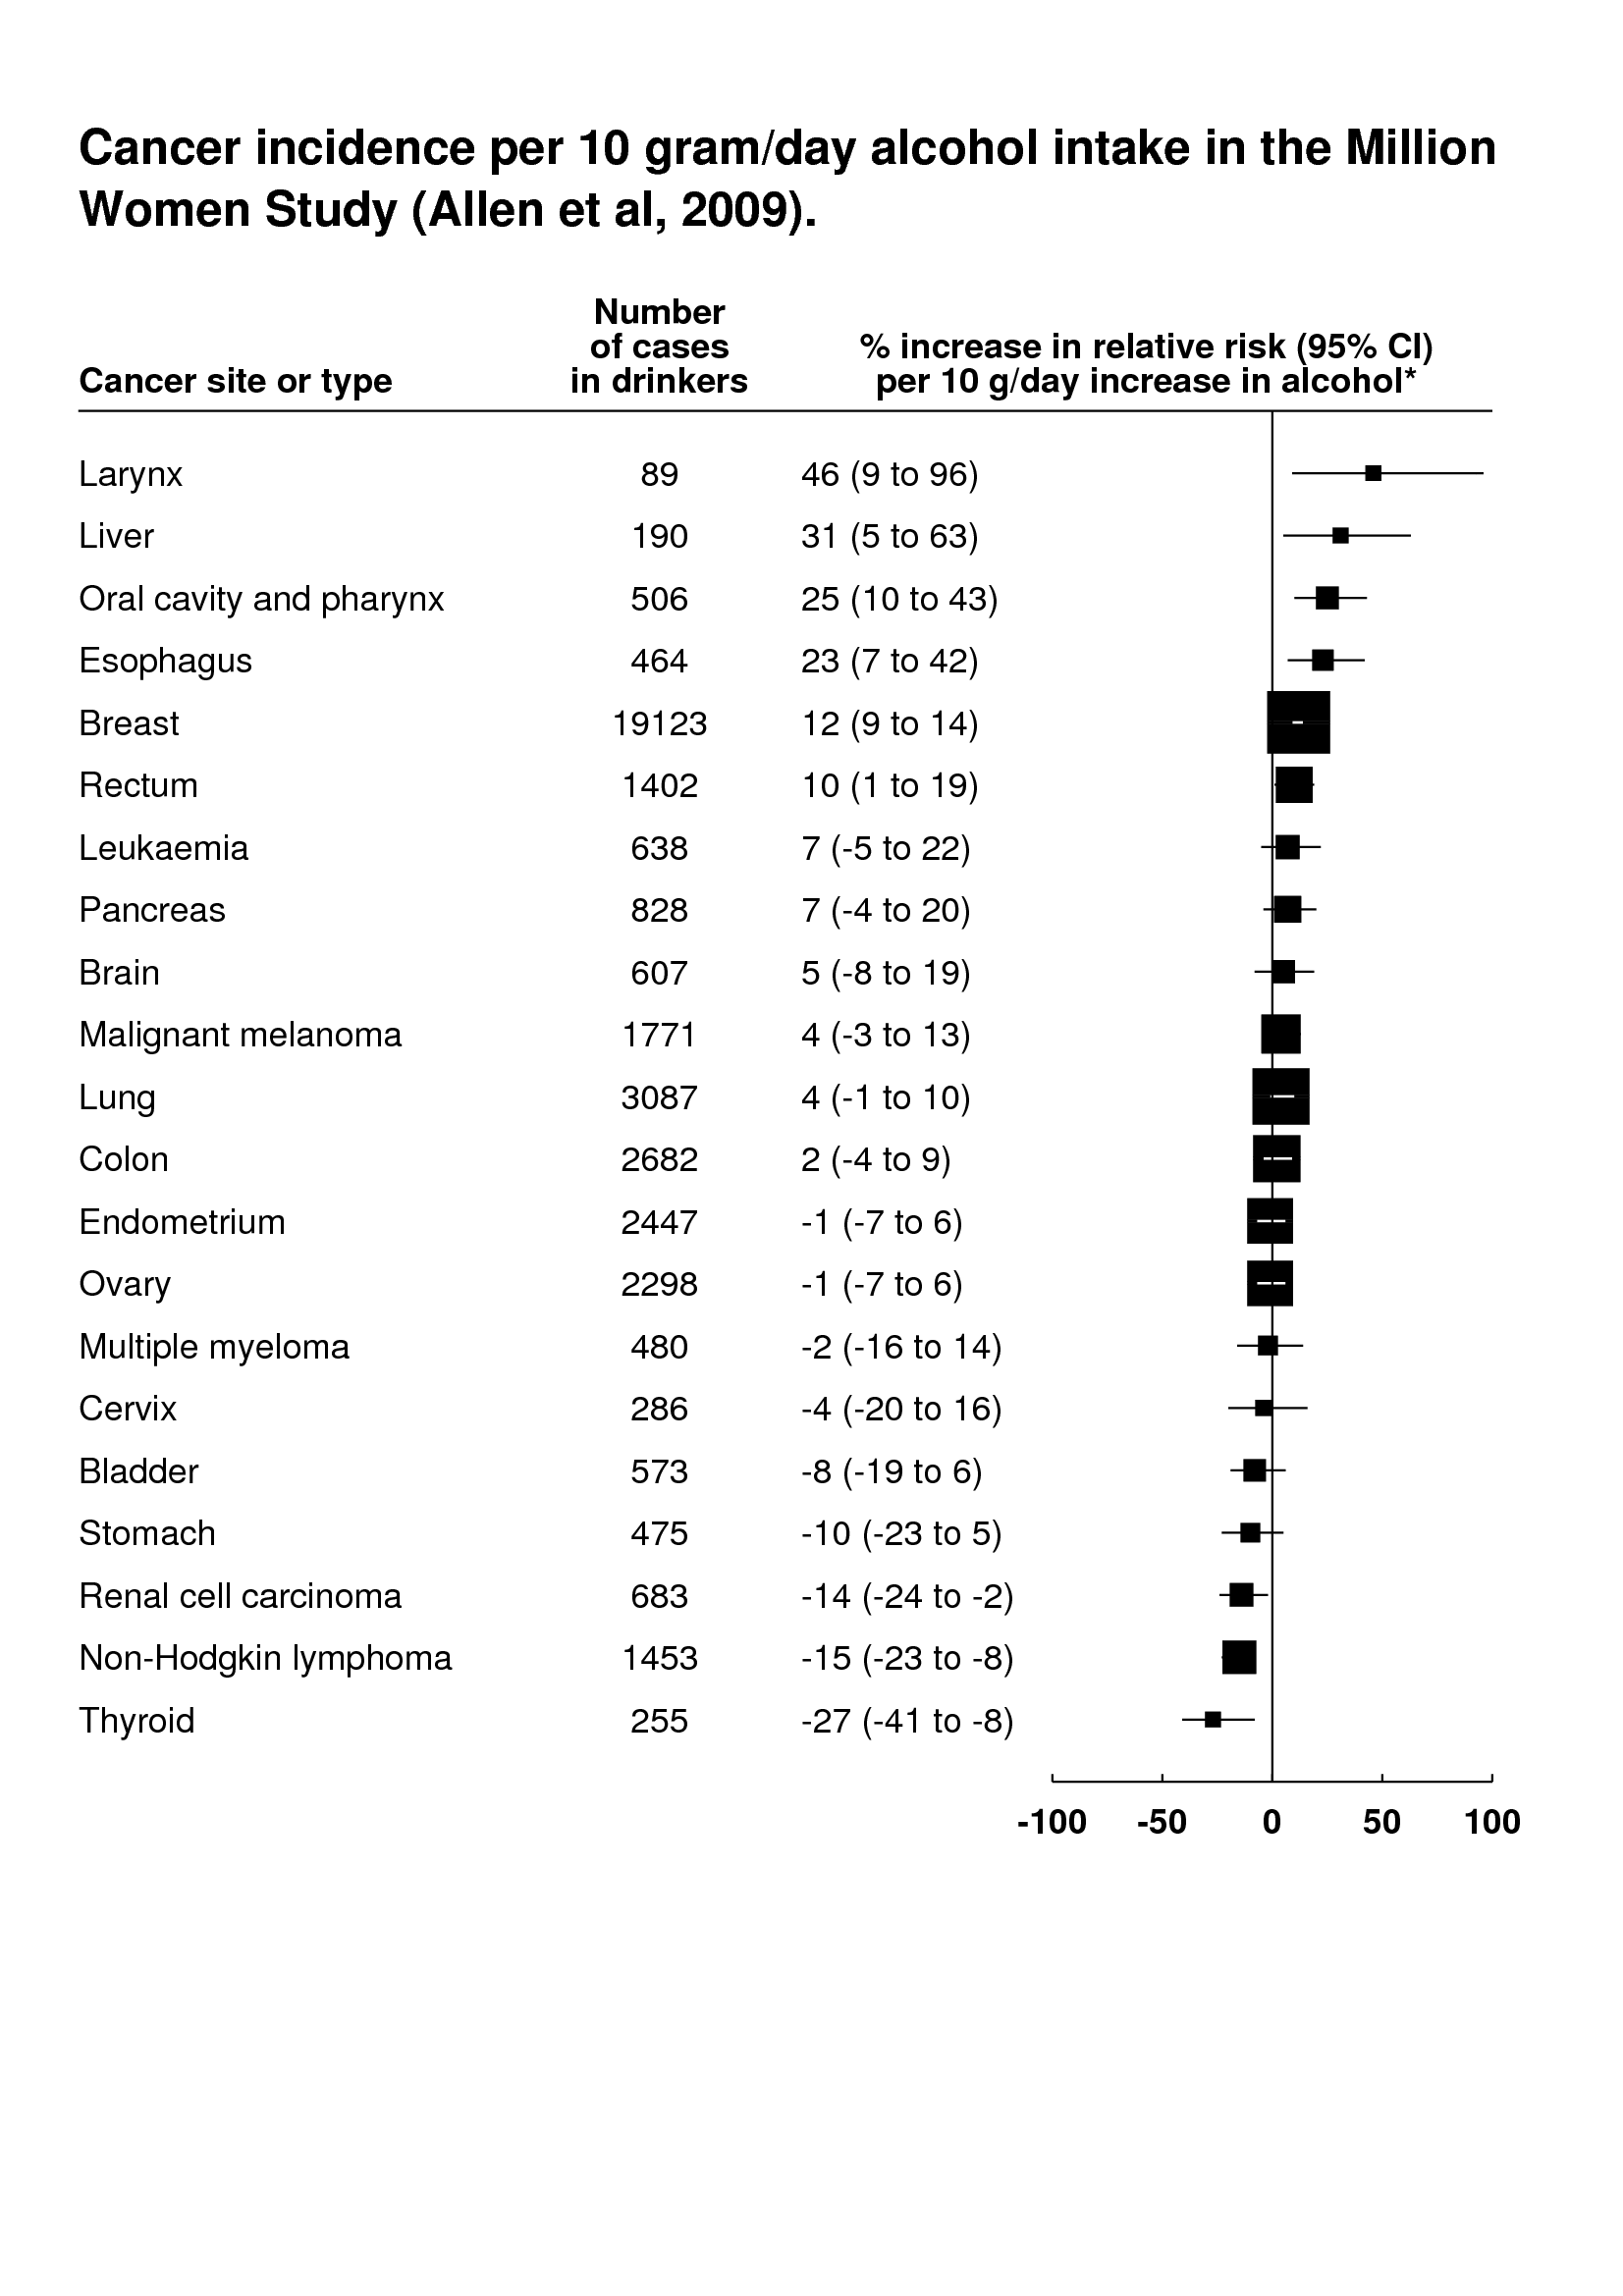 Cancer incidence per 10 gram/day alcohol intake in the Million
Women Study (Allen et al, 2009).
Number
of cases
in drinkers
% increase in relative risk (95% CI)
per 10 g/day increase in alcohol*
Cancer site or type
Larynx 89 46 (9 to 96)
Liver 190 31 (5 to 63)
Oral cavity and pharynx 506 25 (10 to 43)
Esophagus 464 23 (7 to 42)
Breast 19123 12 (9 to 14)
Rectum 1402 10 (1 to 19)
Leukaemia 638 7 (-5 to 22)
Pancreas 828 7 (-4 to 20)
Brain 607 5 (-8 to 19)
Malignant melanoma 1771 4 (-3 to 13)
Lung 3087 4 (-1 to 10)
Colon 2682 2 (-4 to 9)
Endometrium 2447 -1 (-7 to 6)
Ovary 2298 -1 (-7 to 6)
Multiple myeloma 480 -2 (-16 to 14)
Cervix 286 -4 (-20 to 16)
Bladder 573 -8 (-19 to 6)
Stomach 475 -10 (-23 to 5)
Renal cell carcinoma 683 -14 (-24 to -2)
Non-Hodgkin lymphoma 1453 -15 (-23 to -8)
Thyroid 255 -27 (-41 to -8)
-100 -50 0 50 100